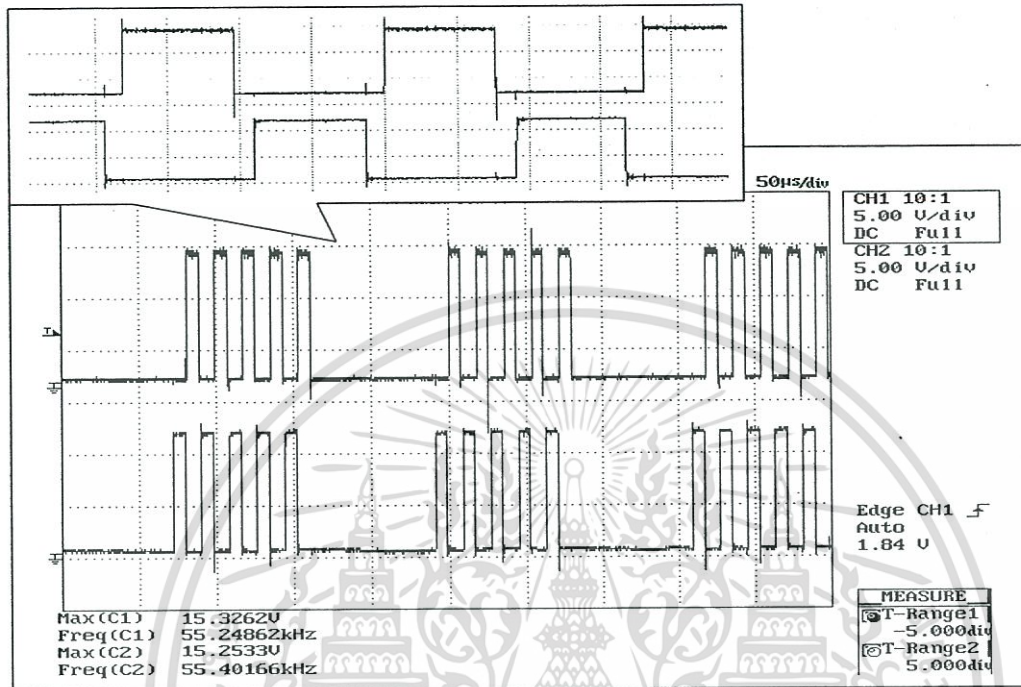 50µs/div
CH1 10:1
5.00 V/div
DC Full
CH2 10:1
5.00 V/div
DC Full
T
Edge CH1
Auto
1.84 V
Max(C1) 15.3262V
Freq(C1) 55.24862kHz
Max(C2) 15.2533V
Freq(C2) 55.40166kHz
MEASURE
T-Range1
-5.000div
T-Range2
5.000div